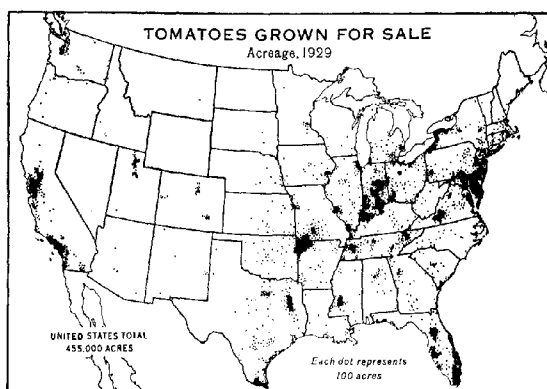 TOMATOES GROWN FOR SALE
Acreage, 1929
UNITED STATES TOTAL
455,000 ACRES
Each dot represents
100 acres